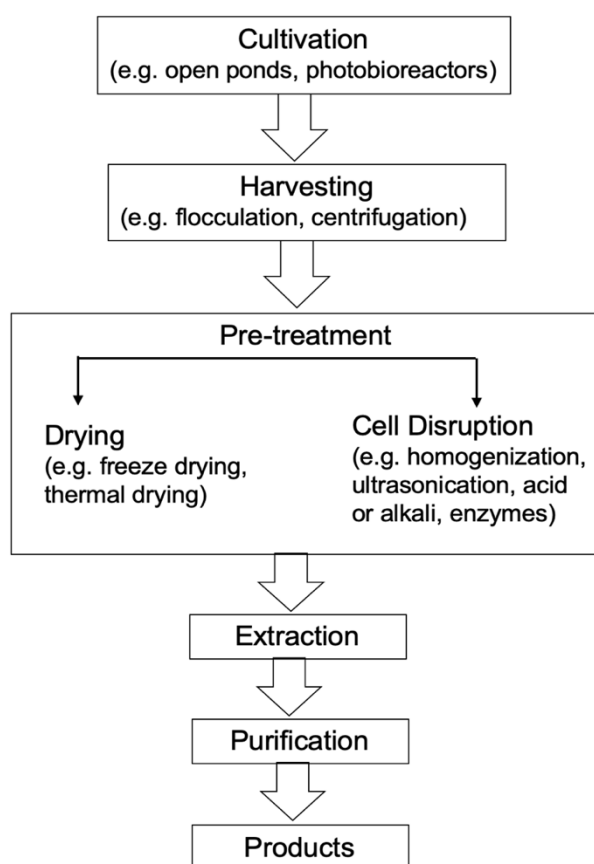 Cultivation
(e.g. open ponds, photobioreactors)
Harvesting
(e.g. flocculation, centrifugation)
Pre-treatment
Drying
(e.g. freeze drying,
thermal drying)
Cell Disruption
(e.g. homogenization,
ultrasonication, acid
or alkali, enzymes)
Extraction
Purification
Products